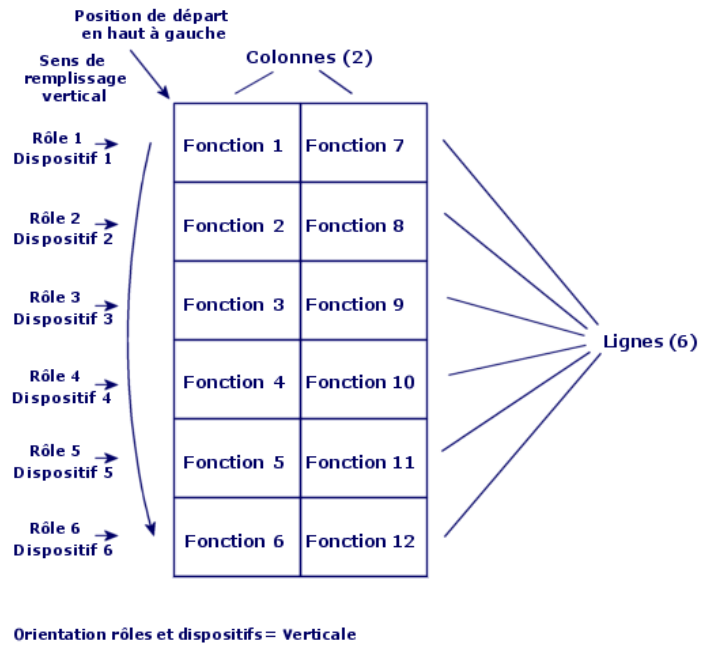 Position de départ
en haut à gauche
Colonnes (2)
Sens de
remplissage
vertical
Rôle 1
Dispositif 1
Fonction 1
Fonction 7
Rôle 2
Dispositif 2
Fonction 2
Fonction 8
Rôle 3
Dispositif 3
Fonction 3
Fonction 9
Lignes (6)
Rôle 4
Dispositif 4
Fonction 4
Fonction 10
Rôle 5
Dispositif 5
Fonction 5
Fonction 11
Rôle 6
Dispositif 6
Fonction 6
Fonction 12
Orientation rôles et dispositifs = Verticale